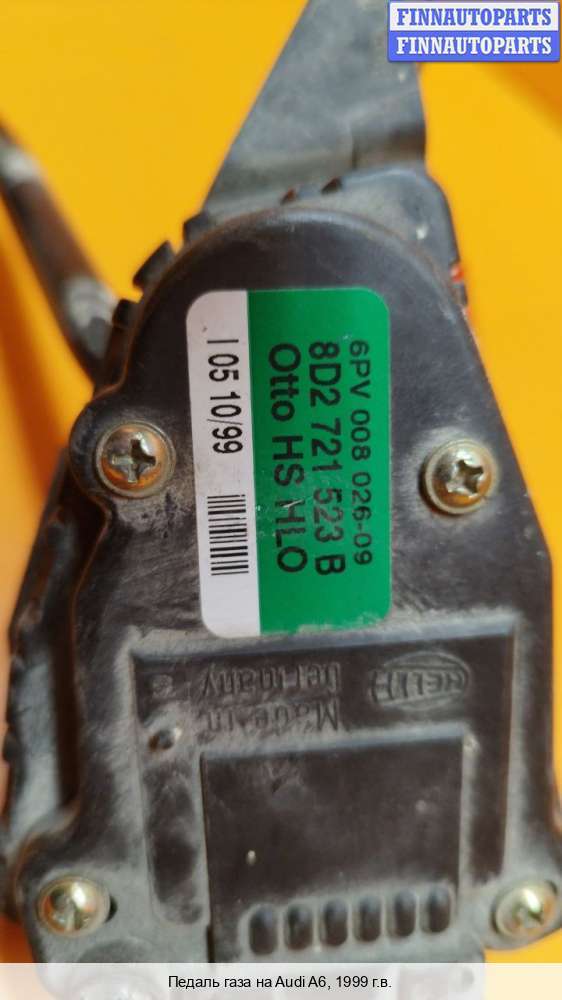 FINNAUTOPARTS
FINNAUTOPARTS
6PV 008 026-09
8D2 721 523 B
Otto HS HLO
I 05 10/99
HELLA
Made in
Germany
Педаль газа на Audi A6, 1999 г.в.